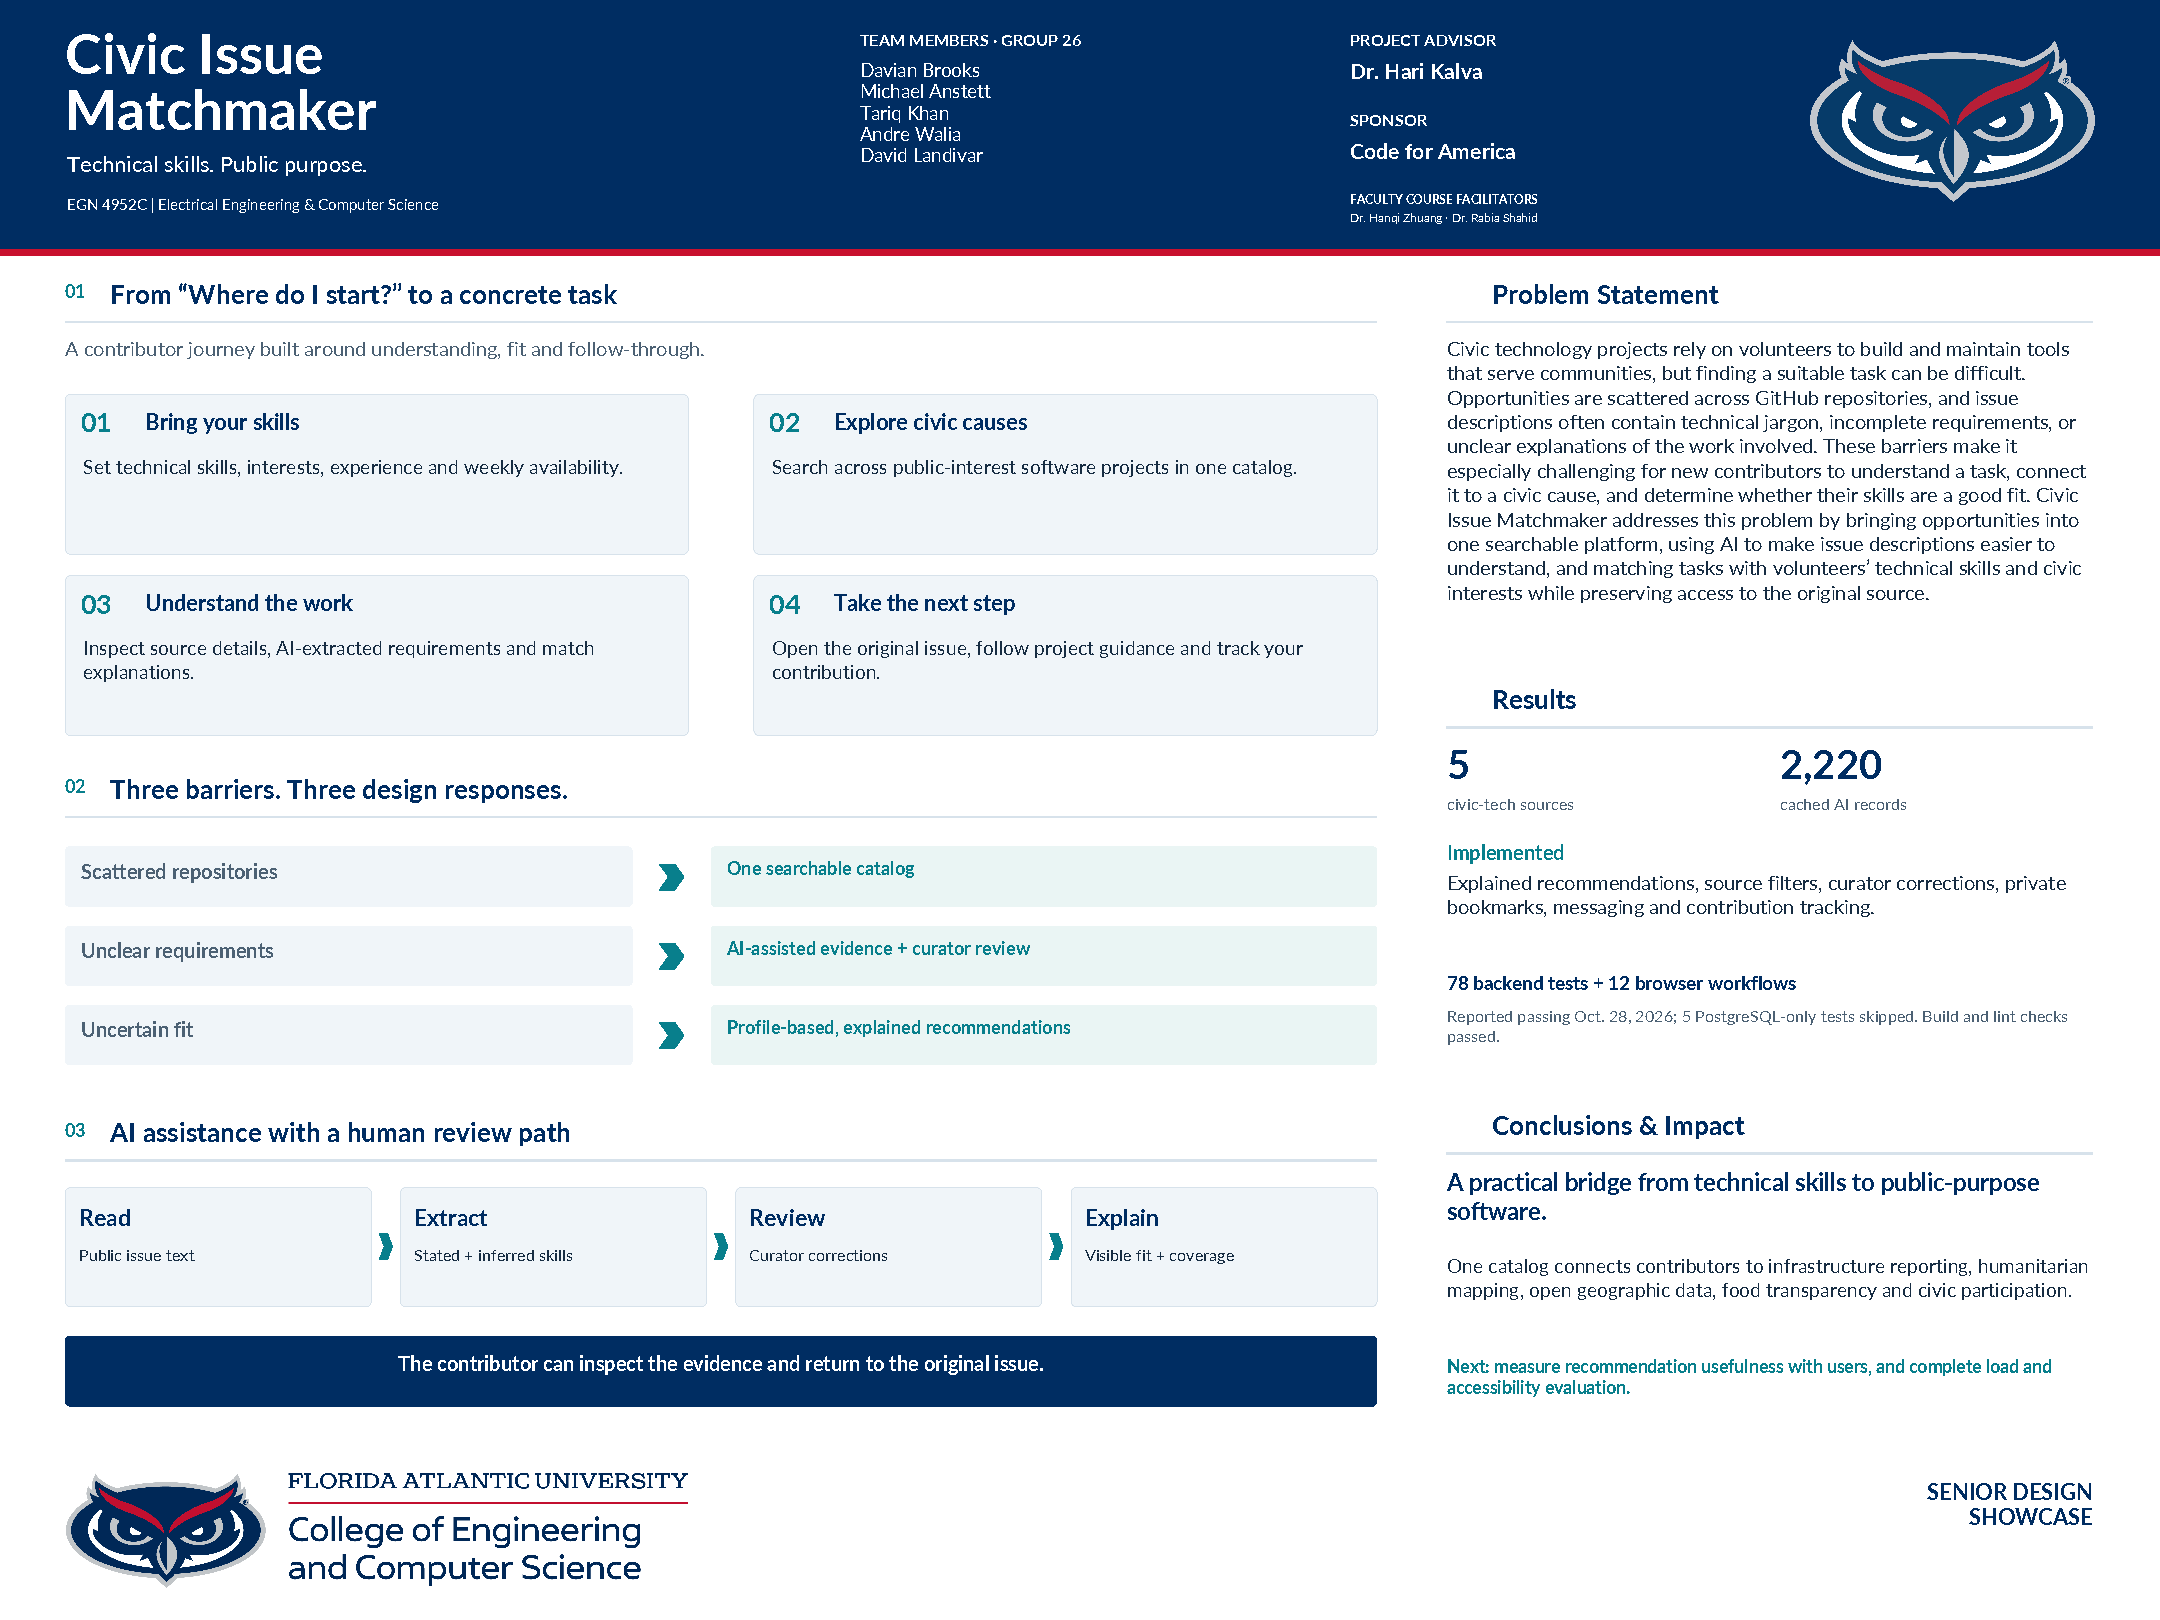 Civic Issue
Matchmaker
Technical skills. Public purpose.
EGN 4952C | Electrical Engineering & Computer Science
TEAM MEMBERS · GROUP 26
Davian Brooks
Michael Anstett
Tariq Khan
Andre Walia
David Landivar
PROJECT ADVISOR
Dr. Hari Kalva
SPONSOR
Code for America
FACULTY COURSE FACILITATORS
Dr. Hanqi Zhuang · Dr. Rabia Shahid
01 From “Where do I start?” to a concrete task
A contributor journey built around understanding, fit and follow-through.
01 Bring your skills
Set technical skills, interests, experience and weekly availability.
02 Explore civic causes
Search across public-interest software projects in one catalog.
03 Understand the work
Inspect source details, AI-extracted requirements and match
explanations.
04 Take the next step
Open the original issue, follow project guidance and track your
contribution.
02 Three barriers. Three design responses.
Scattered repositories
One searchable catalog
Unclear requirements
AI-assisted evidence + curator review
Uncertain fit
Profile-based, explained recommendations
03 AI assistance with a human review path
Read
Public issue text
Extract
Stated + inferred skills
Review
Curator corrections
Explain
Visible fit + coverage
The contributor can inspect the evidence and return to the original issue.
Problem Statement
Civic technology projects rely on volunteers to build and maintain tools
that serve communities, but finding a suitable task can be difficult.
Opportunities are scattered across GitHub repositories, and issue
descriptions often contain technical jargon, incomplete requirements, or
unclear explanations of the work involved. These barriers make it
especially challenging for new contributors to understand a task, connect
it to a civic cause, and determine whether their skills are a good fit. Civic
Issue Matchmaker addresses this problem by bringing opportunities into
one searchable platform, using AI to make issue descriptions easier to
understand, and matching tasks with volunteers’ technical skills and civic
interests while preserving access to the original source.
Results
5
civic-tech sources
2,220
cached AI records
Implemented
Explained recommendations, source filters, curator corrections, private
bookmarks, messaging and contribution tracking.
78 backend tests + 12 browser workflows
Reported passing Oct. 28, 2026; 5 PostgreSQL-only tests skipped. Build and lint checks
passed.
Conclusions & Impact
A practical bridge from technical skills to public-purpose
software.
One catalog connects contributors to infrastructure reporting, humanitarian
mapping, open geographic data, food transparency and civic participation.
Next: measure recommendation usefulness with users, and complete load and
accessibility evaluation.
FLORIDA ATLANTIC UNIVERSITY
College of Engineering
and Computer Science
SENIOR DESIGN
SHOWCASE